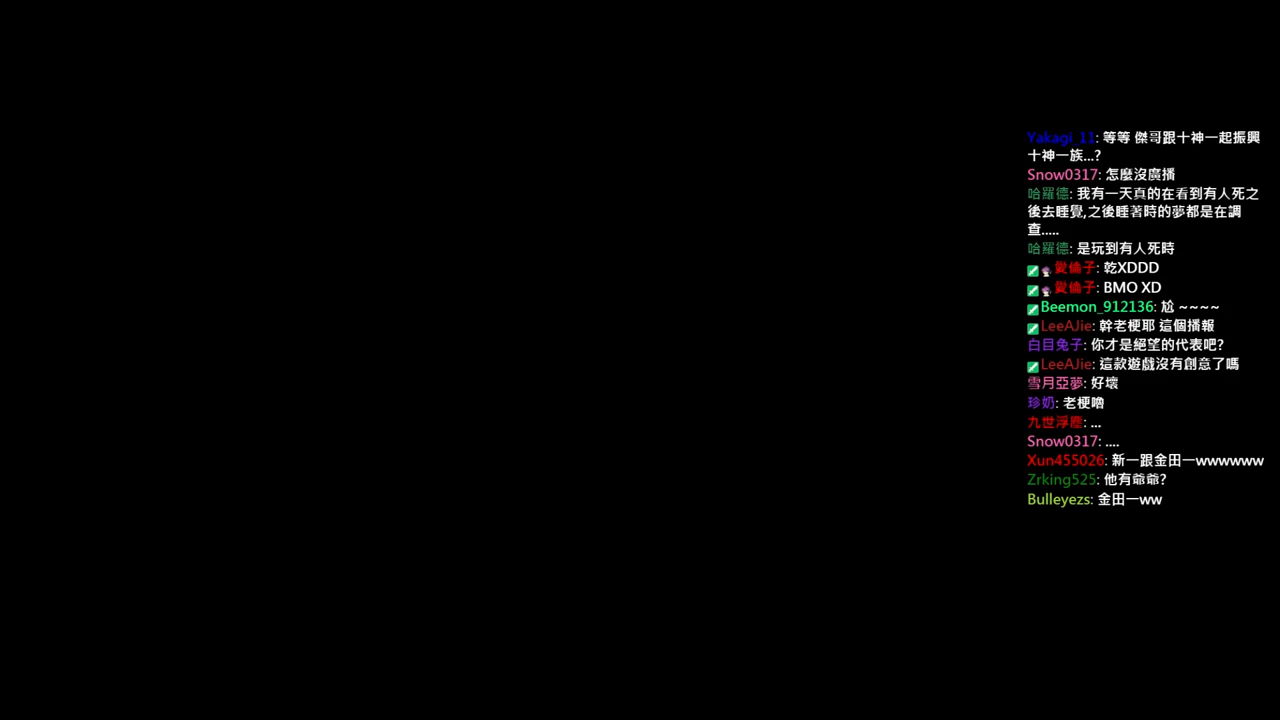 Yakagi_11: 等等 傑哥跟十神一起振興
十神一族...?
Snow0317: 怎麼沒廣播
哈羅德: 我有一天真的在看到有人死之
後去睡覺,之後睡著時的夢都是在調
查.....
哈羅德: 是玩到有人死時
愛倫子: 乾XDDD
愛倫子: BMO XD
Beemon_912136: 尬 ~~~~
LeeAJie: 幹老梗耶 這個播報
白目兔子: 你才是絕望的代表吧?
LeeAJie: 這款遊戲沒有創意了嗎
雪月亞夢: 好壞
珍奶: 老梗嚕
九世浮塵: ...
Snow0317: ....
Xun455026: 新一跟金田一wwwwww
Zrking525: 他有爺爺?
Bulleyezs: 金田一ww